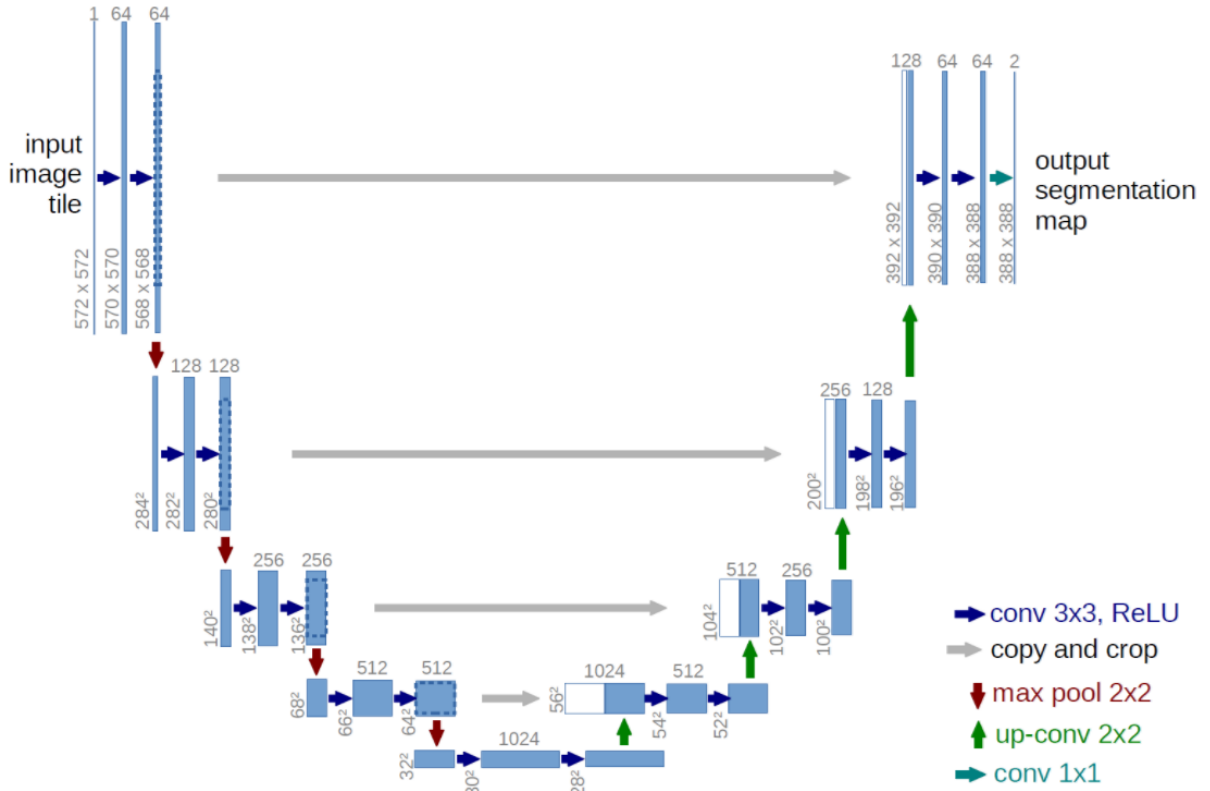 1 64 64
input
image
tile
572 x 572
570 x 570
568 x 568
128 64 64 2
output
segmentation
map
392 x 392
390 x 390
388 x 388
388 x 388
128 128
284²
282²
280²
256 128
200²
198²
196²
256 256
140²
138²
136²
512 256
104²
102²
100²
512 512
68²
66²
64²
1024 512
56²
54²
52²
1024
32²
30²
28²
conv 3x3, ReLU
copy and crop
max pool 2x2
up-conv 2x2
conv 1x1